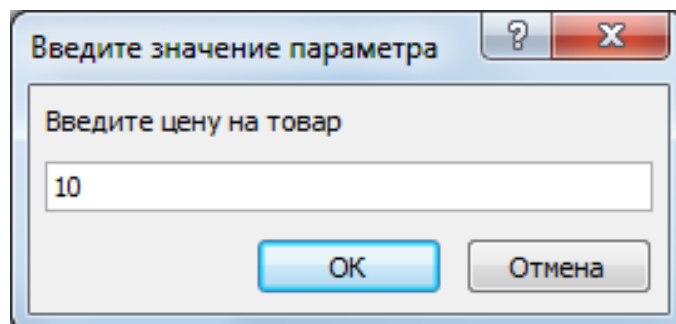 Введите значение параметра
Введите цену на товар
10
ОК
Отмена